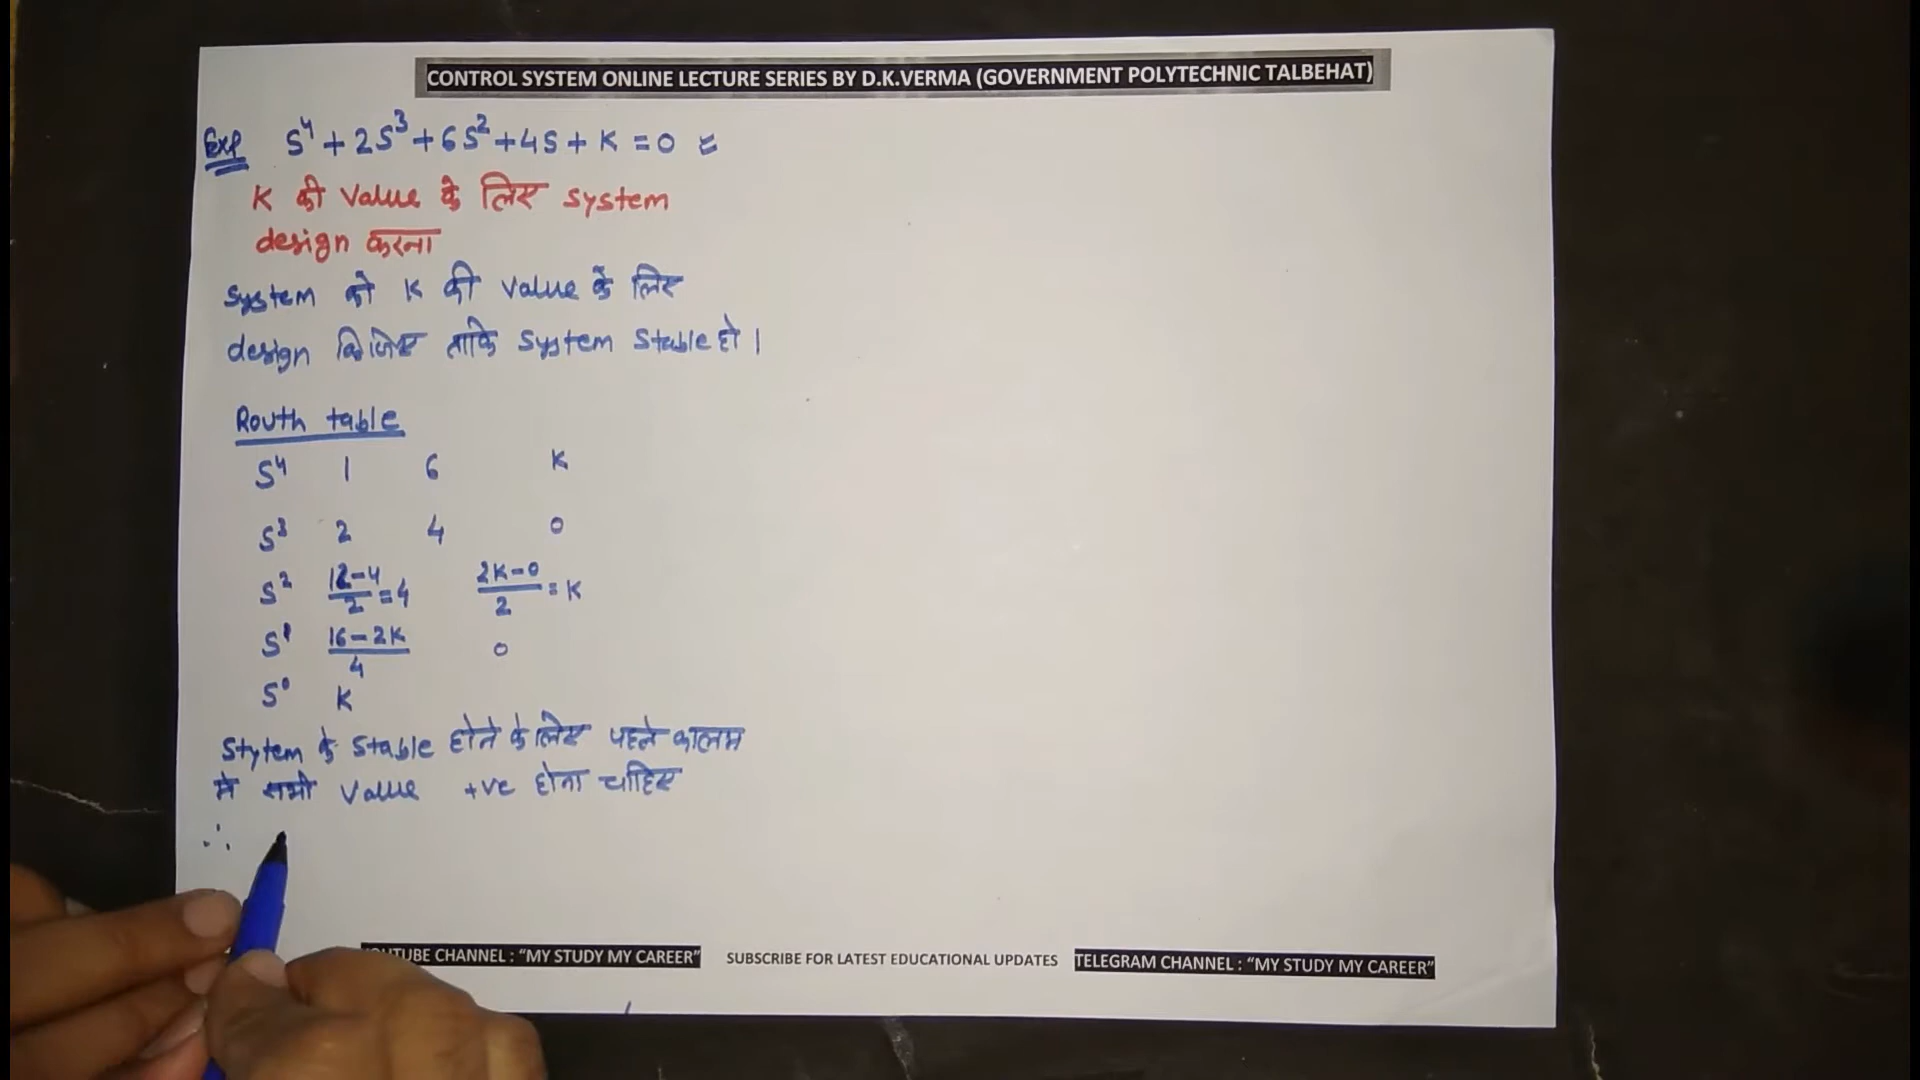 CONTROL SYSTEM ONLINE LECTURE SERIES BY D.K.VERMA (GOVERNMENT POLYTECHNIC TALBEHAT)
Exp S⁴ + 2S³ + 6S² + 4S + K = 0
K की Value के लिए system
design करना
System को K की value के लिए
design किजिए ताकि System Stable हो ।
Routh table
S⁴ 1 6 K
S³ 2 4 0
S² 12-4/2 = 4 2K-0/2 = K
S¹ 16-2K/4 0
S⁰ K
Stytem के Stable होने के लिए पहले कालम
मे सभी Value +ve होना चाहिए
∴
YOUTUBE CHANNEL : “MY STUDY MY CAREER” SUBSCRIBE FOR LATEST EDUCATIONAL UPDATES TELEGRAM CHANNEL : “MY STUDY MY CAREER”